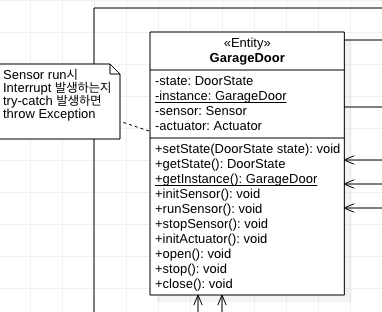 Sensor run시
Interrupt 발생하는지
try-catch 발생하면
throw Exception
«Entity»
GarageDoor
-state: DoorState
-instance: GarageDoor
-sensor: Sensor
-actuator: Actuator
+setState(DoorState state): void
+getState(): DoorState
+getInstance(): GarageDoor
+initSensor(): void
+runSensor(): void
+stopSensor(): void
+initActuator(): void
+open(): void
+stop(): void
+close(): void